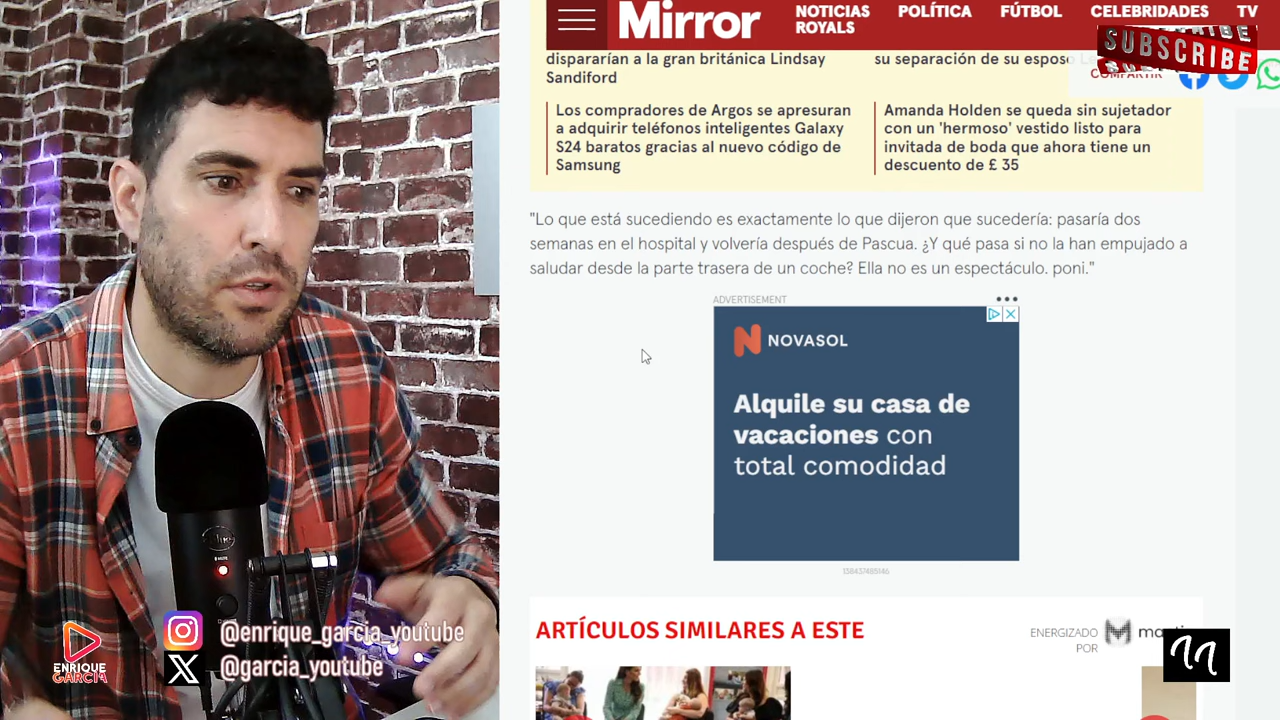 Mirror
NOTICIAS
ROYALS
POLÍTICA
FÚTBOL
CELEBRIDADES
TV
SUBSCRIBE
COMPARTIR
dispararían a la gran británica Lindsay
Sandiford
su separación de su esposo
Los compradores de Argos se apresuran
a adquirir teléfonos inteligentes Galaxy
S24 baratos gracias al nuevo código de
Samsung
Amanda Holden se queda sin sujetador
con un 'hermoso' vestido listo para
invitada de boda que ahora tiene un
descuento de £ 35
"Lo que está sucediendo es exactamente lo que dijeron que sucedería: pasaría dos
semanas en el hospital y volvería después de Pascua. ¿Y qué pasa si no la han empujado a
saludar desde la parte trasera de un coche? Ella no es un espectáculo. poni."
ADVERTISEMENT
NOVASOL
Alquile su casa de
vacaciones con
total comodidad
138437485146
ARTÍCULOS SIMILARES A ESTE
ENERGIZADO
POR
@enrique_garcia_youtube
@garcia_youtube
ENRIQUE
GARCIA